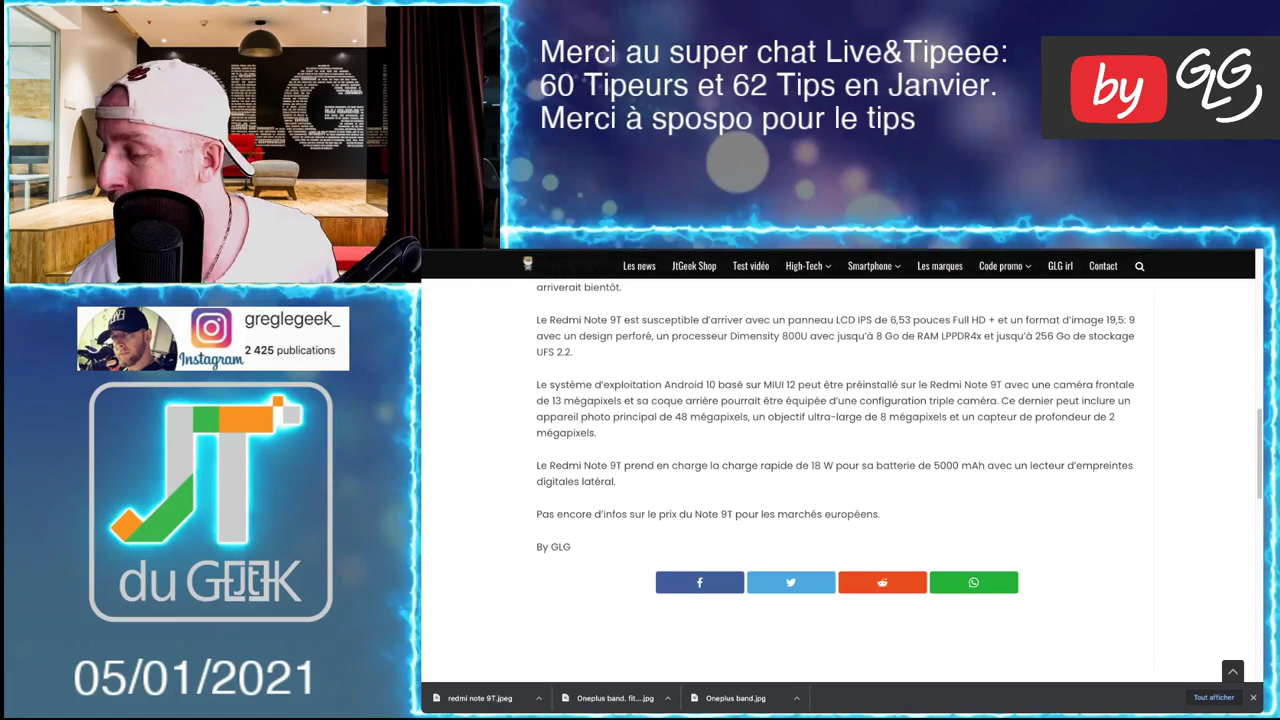 Merci au super chat Live&Tipeee:
60 Tipeurs et 62 Tips en Janvier.
Merci à spospo pour le tips
by GLG
Les news JtGeek Shop Test vidéo High-Tech Smartphone Les marques Code promo GLG irl Contact
arriverait bientôt.
Le Redmi Note 9T est susceptible d'arriver avec un panneau LCD IPS de 6,53 pouces Full HD + et un format d'image 19,5: 9
avec un design perforé, un processeur Dimensity 800U avec jusqu'à 8 Go de RAM LPPDR4x et jusqu'à 256 Go de stockage
UFS 2.2.
Le système d'exploitation Android 10 basé sur MIUI 12 peut être préinstallé sur le Redmi Note 9T avec une caméra frontale
de 13 mégapixels et sa coque arrière pourrait être équipée d'une configuration triple caméra. Ce dernier peut inclure un
appareil photo principal de 48 mégapixels, un objectif ultra-large de 8 mégapixels et un capteur de profondeur de 2
mégapixels.
Le Redmi Note 9T prend en charge la charge rapide de 18 W pour sa batterie de 5000 mAh avec un lecteur d'empreintes
digitales latéral.
Pas encore d'infos sur le prix du Note 9T pour les marchés européens.
By GLG
greglegeek_
Instagram
2 425 publications
JT
du GEEK
05/01/2021
redmi note 9T.jpeg
Oneplus band. fit....jpg
Oneplus band.jpg
Tout afficher